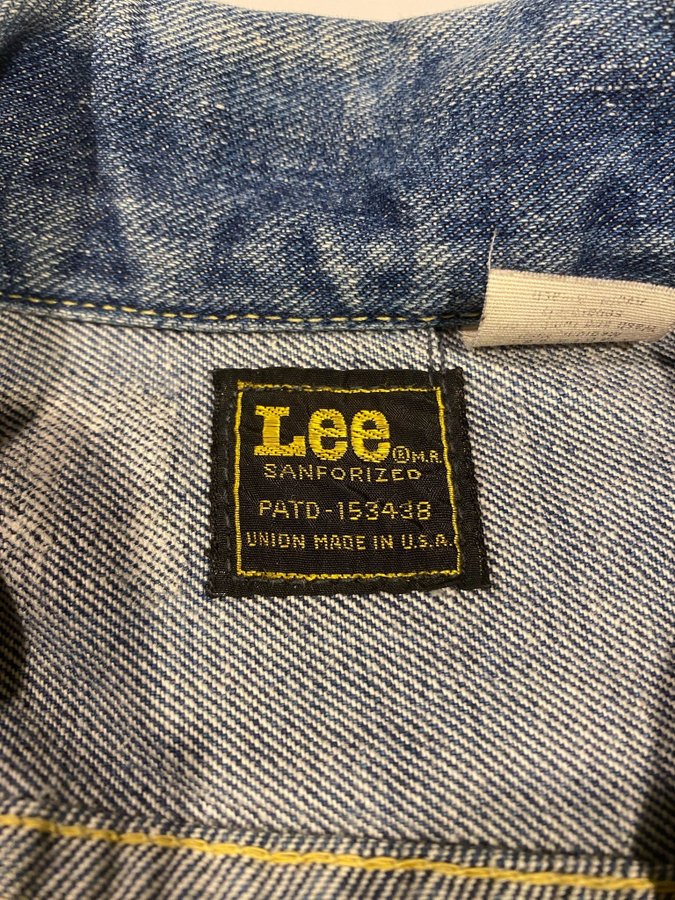 Lee ® M.R.
SANFORIZED
PATD-153438
UNION MADE IN U.S.A.